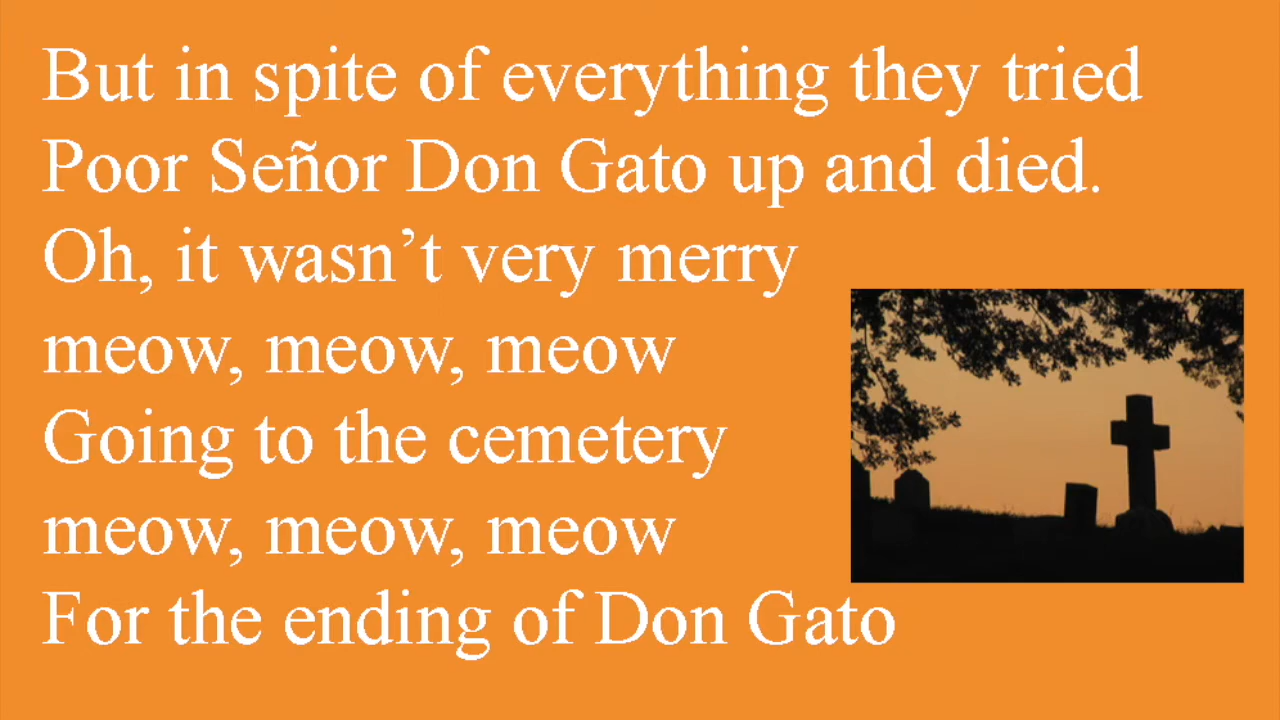 But in spite of everything they tried
Poor Señor Don Gato up and died.
Oh, it wasn’t very merry
meow, meow, meow
Going to the cemetery
meow, meow, meow
For the ending of Don Gato